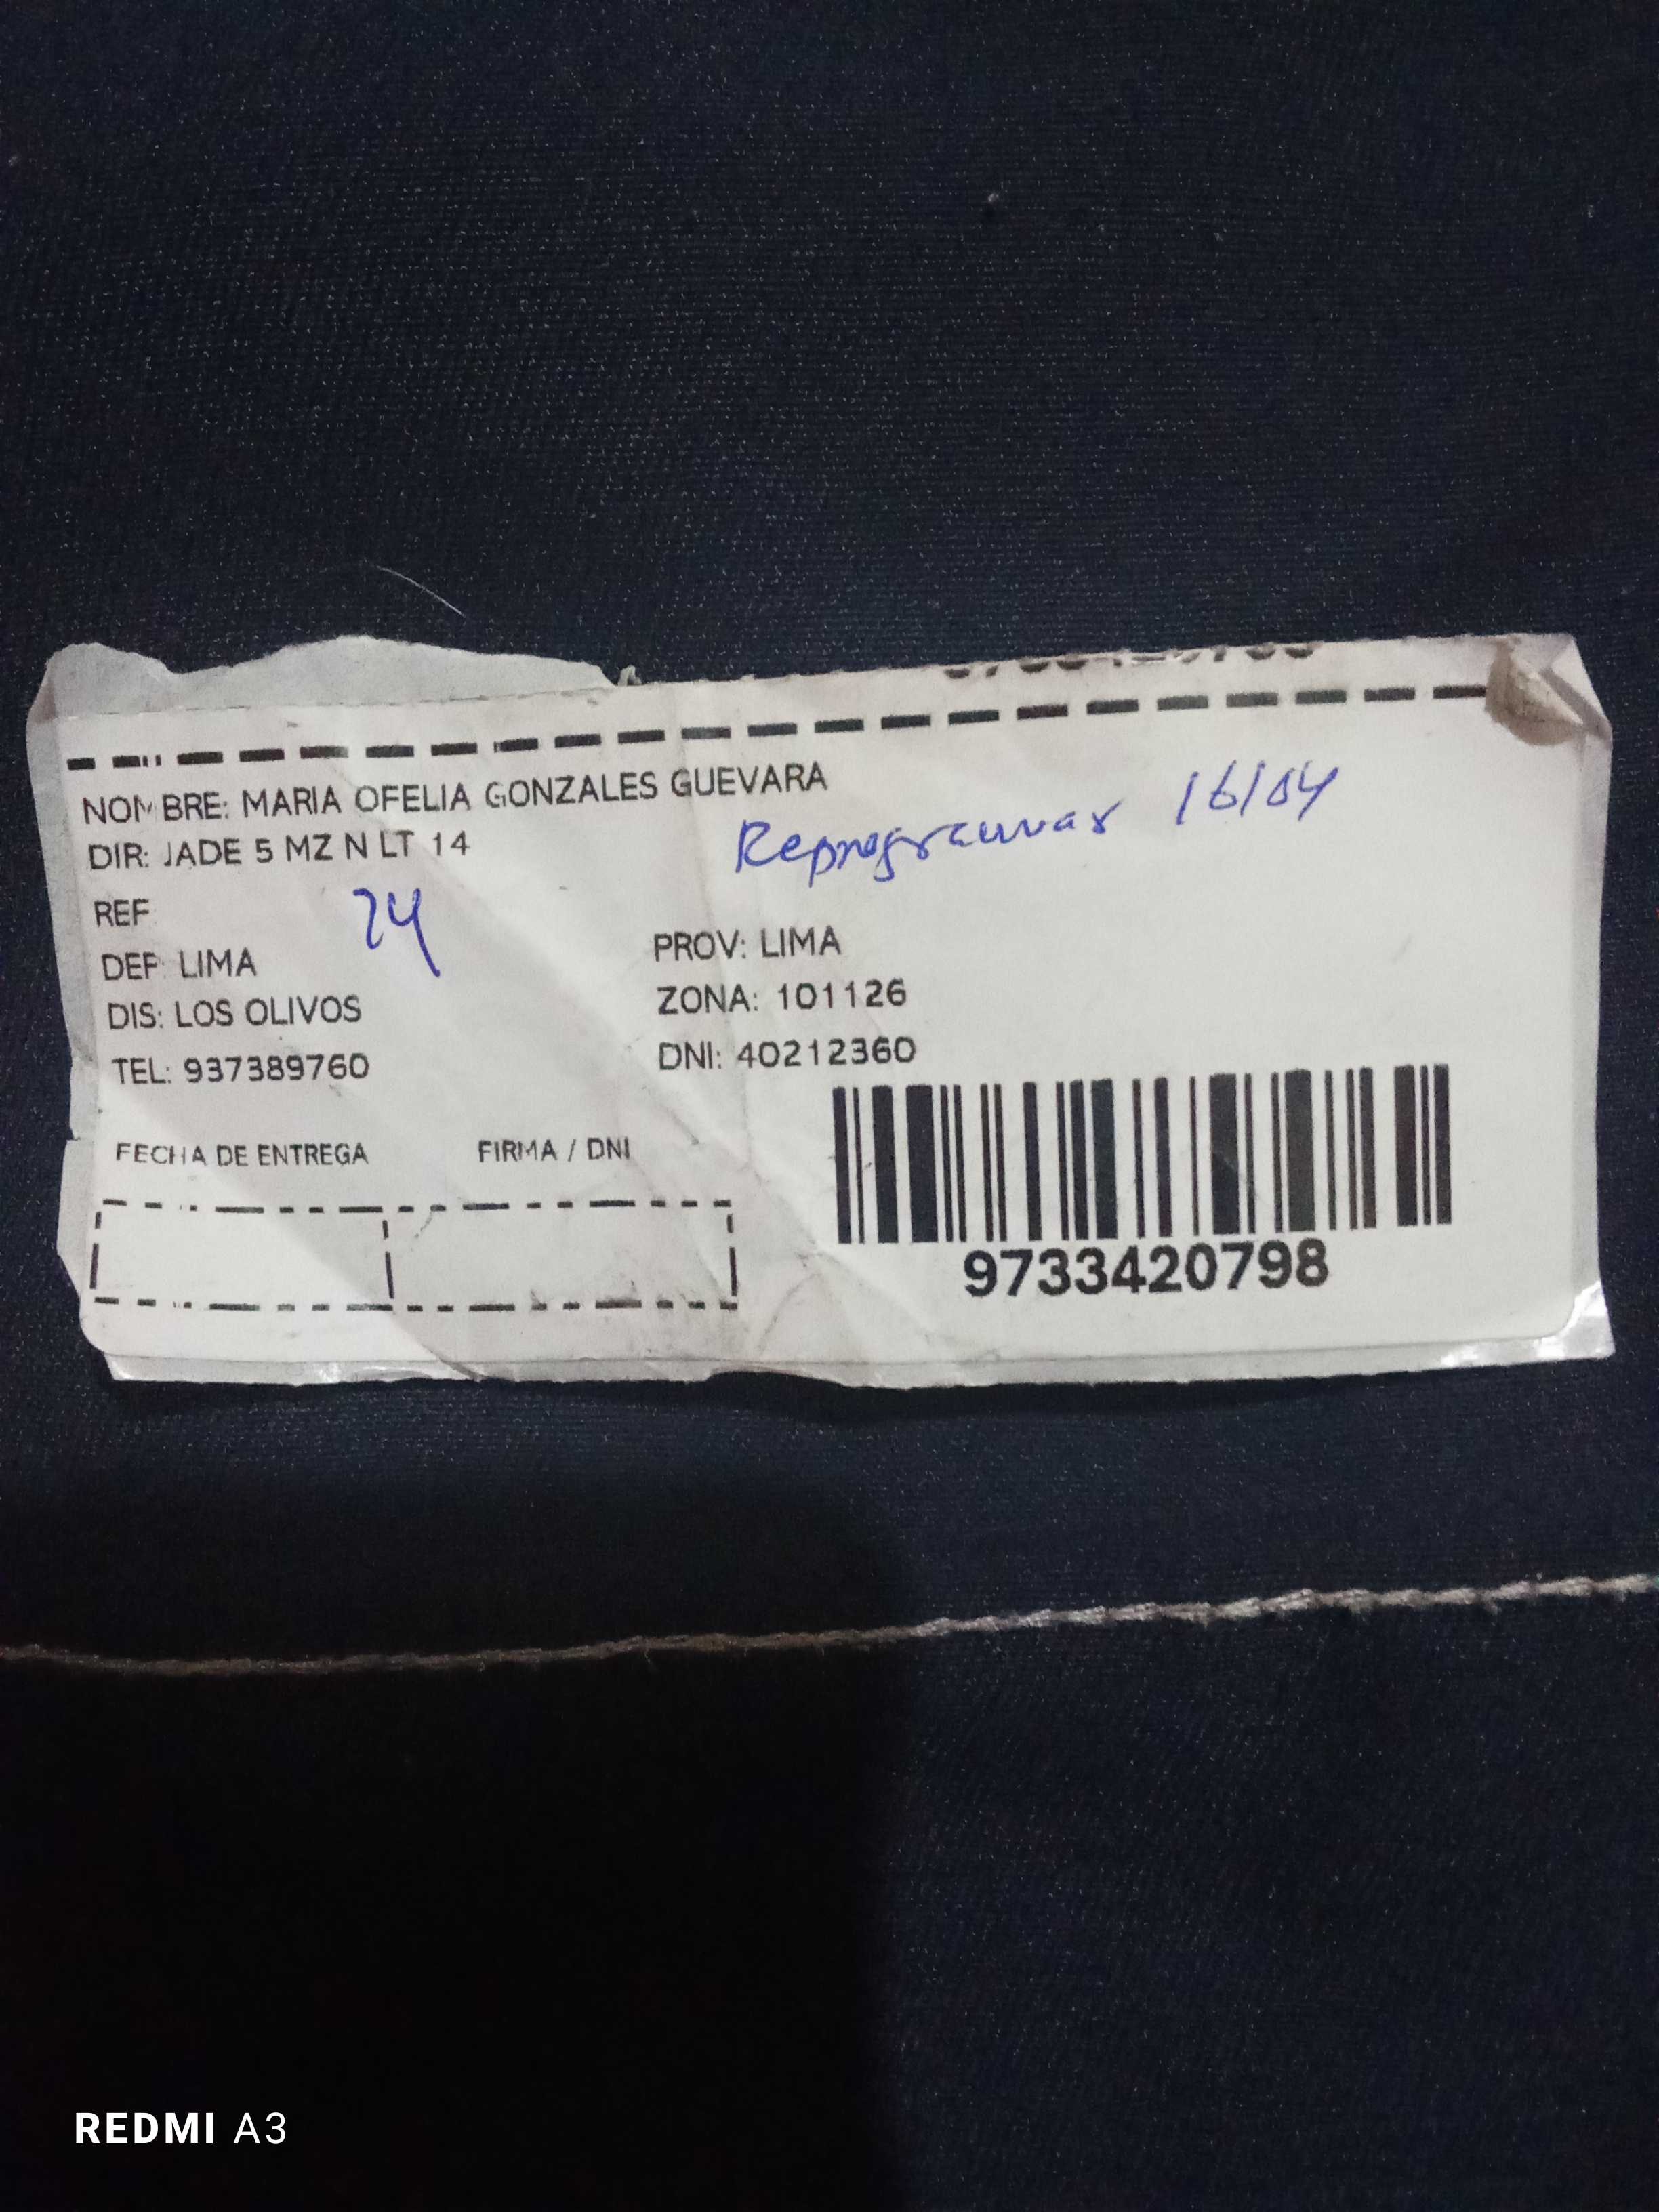 NOMBRE: MARIA OFELIA GONZALES GUEVARA
DIR: JADE 5 MZ N LT 14
Reprogramar 16/04
REF
24
DEP: LIMA
PROV: LIMA
DIS: LOS OLIVOS
ZONA: 101126
TEL: 937389760
DNI: 40212360
FECHA DE ENTREGA
FIRMA / DNI
9733420798
REDMI A3